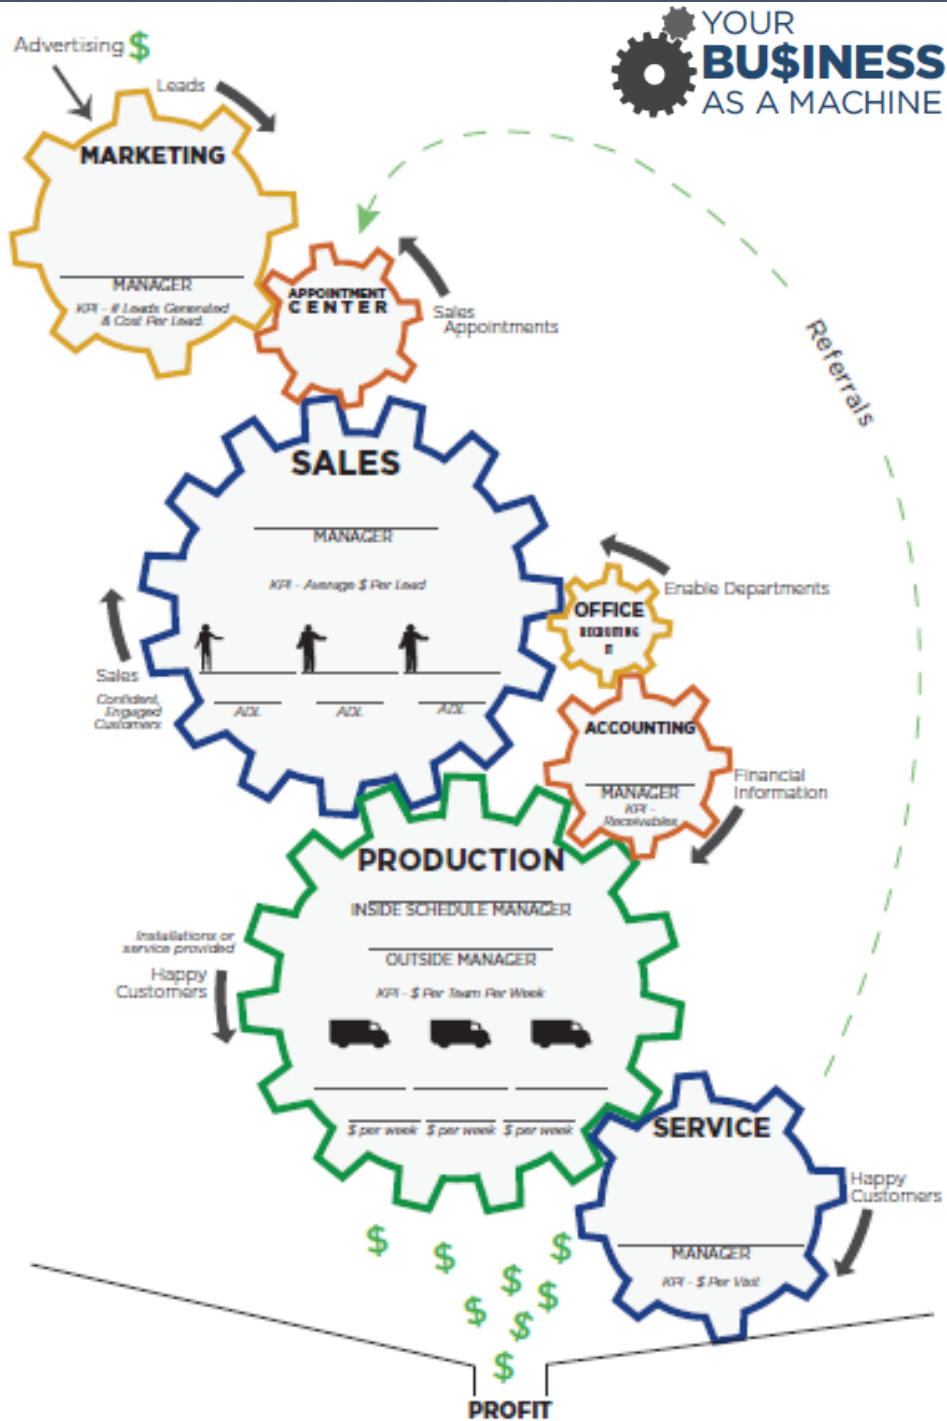 YOUR
BU$INESS
AS A MACHINE
Advertising $
Leads
MARKETING
MANAGER
KPI - # Leads Generated
& Cost Per Lead.
APPOINTMENT
CENTER
Sales
Appointments
Referrals
SALES
MANAGER
KPI - Average $ Per Lead
ADL
ADL
ADL
Sales
Confident,
Engaged
Customers
Enable Departments
OFFICE
RECRUITING
IT
ACCOUNTING
MANAGER
KPI -
Receivables
Financial
Information
PRODUCTION
INSIDE SCHEDULE MANAGER
OUTSIDE MANAGER
KPI - $ Per Team Per Week
$ per week
$ per week
$ per week
Installations or
service provided
Happy
Customers
SERVICE
MANAGER
KPI - $ Per Visit
Happy
Customers
$
$
$
$
$
$
$
$
PROFIT